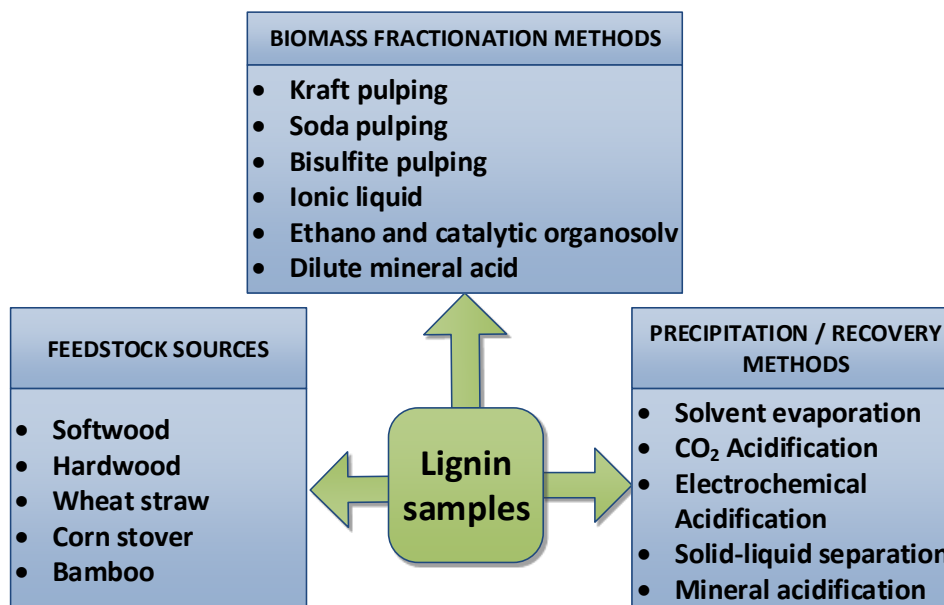 BIOMASS FRACTIONATION METHODS
• Kraft pulping
• Soda pulping
• Bisulfite pulping
• Ionic liquid
• Ethano and catalytic organosolv
• Dilute mineral acid
FEEDSTOCK SOURCES
• Softwood
• Hardwood
• Wheat straw
• Corn stover
• Bamboo
Lignin
samples
PRECIPITATION / RECOVERY
METHODS
• Solvent evaporation
• CO₂ Acidification
• Electrochemical
Acidification
• Solid-liquid separation
• Mineral acidification